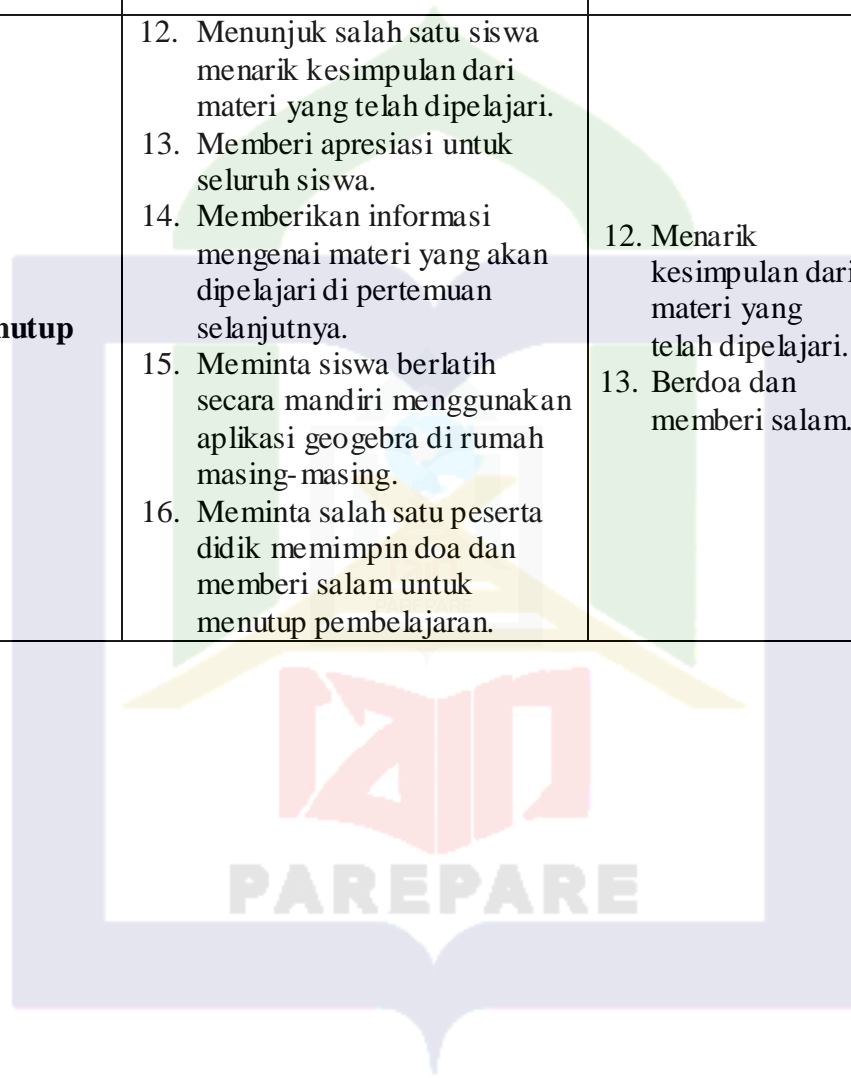 nutup
12. Menunjuk salah satu siswa
menarik kesimpulan dari
materi yang telah dipelajari.
13. Memberi apresiasi untuk
seluruh siswa.
14. Memberikan informasi
mengenai materi yang akan
dipelajari di pertemuan
selanjutnya.
15. Meminta siswa berlatih
secara mandiri menggunakan
aplikasi geogebra di rumah
masing-masing.
16. Meminta salah satu peserta
didik memimpin doa dan
memberi salam untuk
menutup pembelajaran.
12. Menarik
kesimpulan dari
materi yang
telah dipelajari.
13. Berdoa dan
memberi salam.
PAREPARE
iain
PAREPARE